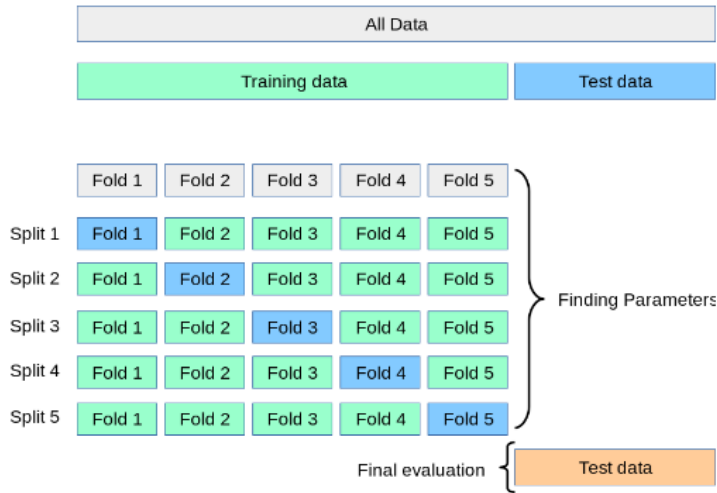 All Data
Training data Test data
Fold 1 Fold 2 Fold 3 Fold 4 Fold 5
Split 1 Fold 1 Fold 2 Fold 3 Fold 4 Fold 5
Split 2 Fold 1 Fold 2 Fold 3 Fold 4 Fold 5
Finding Parameters
Split 3 Fold 1 Fold 2 Fold 3 Fold 4 Fold 5
Split 4 Fold 1 Fold 2 Fold 3 Fold 4 Fold 5
Split 5 Fold 1 Fold 2 Fold 3 Fold 4 Fold 5
Final evaluation Test data